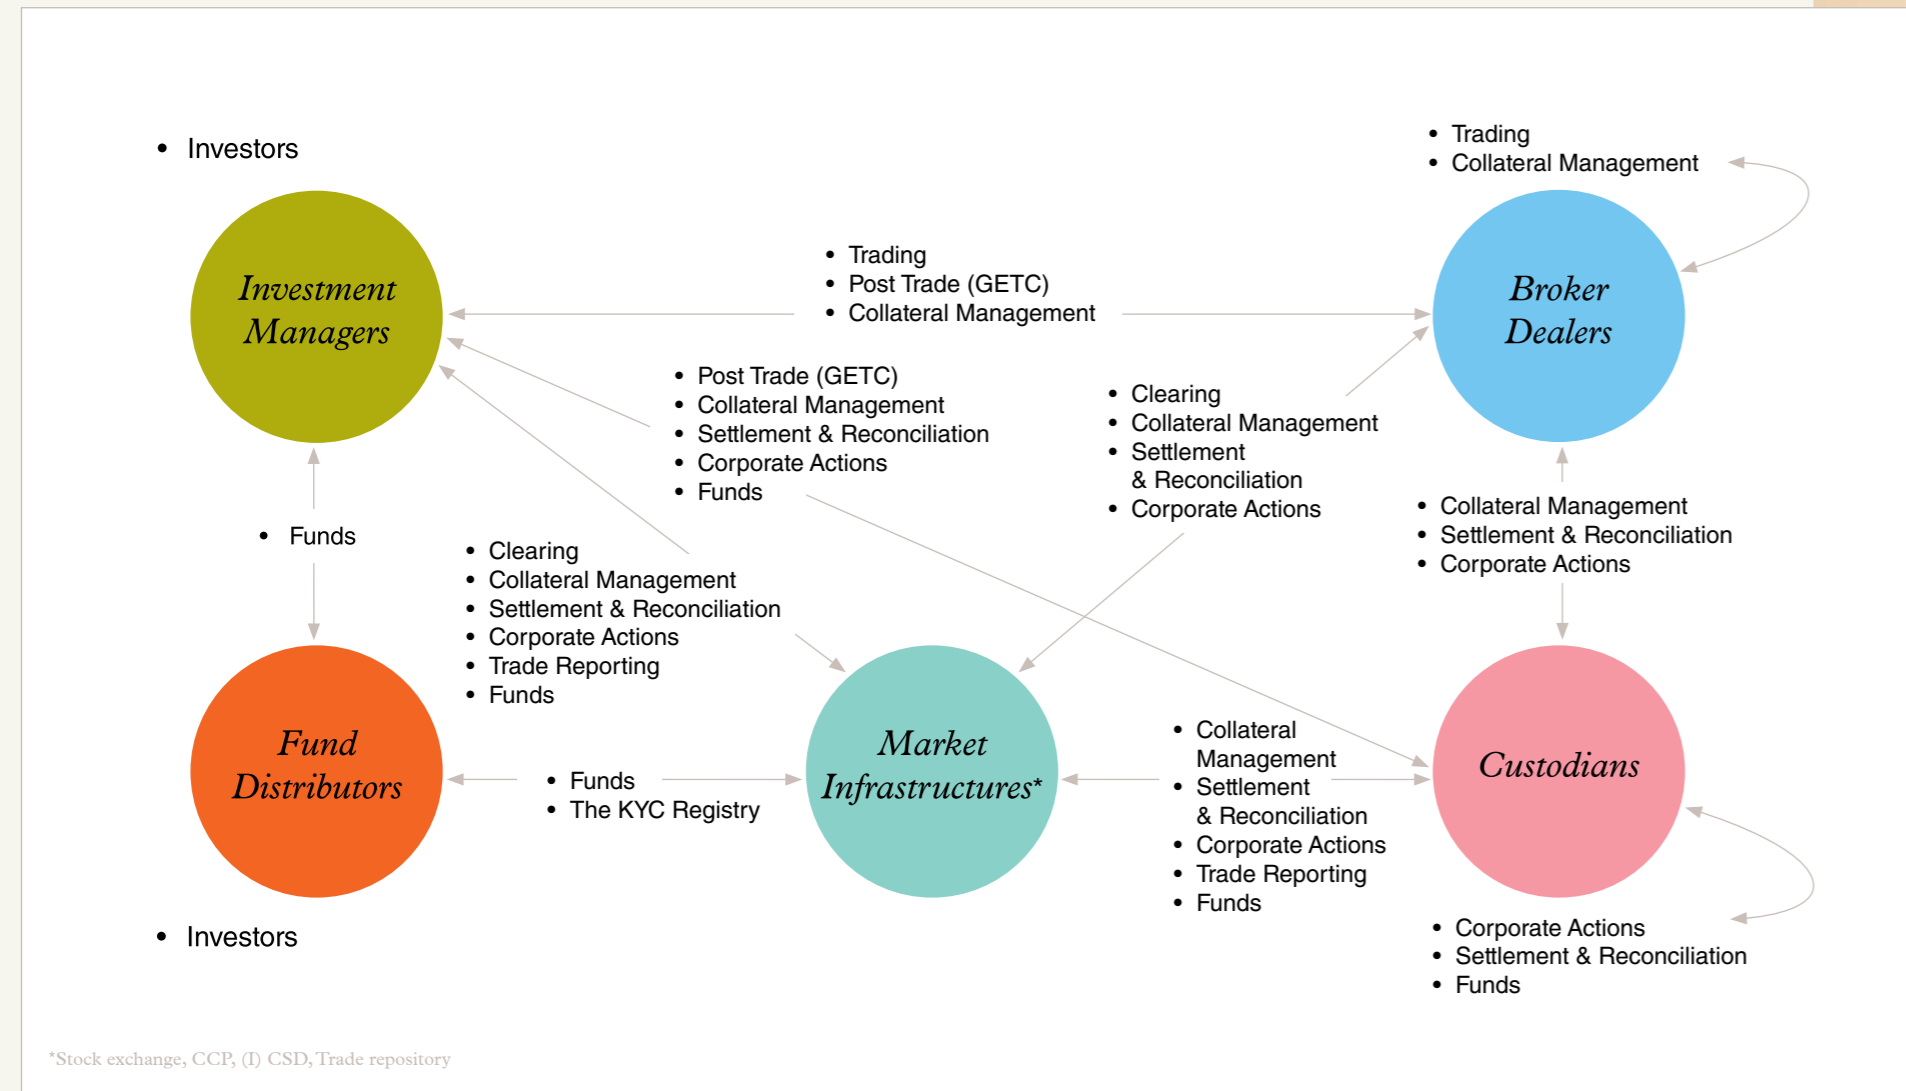 • Investors
Investment
Managers
• Trading
• Post Trade (GETC)
• Collateral Management
• Trading
• Collateral Management
Broker
Dealers
• Post Trade (GETC)
• Collateral Management
• Settlement & Reconciliation
• Corporate Actions
• Funds
• Clearing
• Collateral Management
• Settlement
& Reconciliation
• Corporate Actions
• Collateral Management
• Settlement & Reconciliation
• Corporate Actions
• Funds
• Clearing
• Collateral Management
• Settlement & Reconciliation
• Corporate Actions
• Trade Reporting
• Funds
Fund
Distributors
• Funds
• The KYC Registry
Market
Infrastructures*
• Collateral
Management
• Settlement
& Reconciliation
• Corporate Actions
• Trade Reporting
• Funds
Custodians
• Investors
• Corporate Actions
• Settlement & Reconciliation
• Funds
*Stock exchange, CCP, (I) CSD, Trade repository